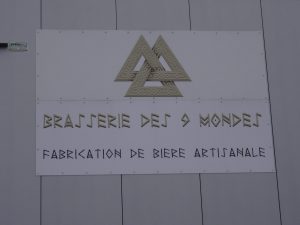 BRASSERIE DES 9 MONDES
FABRICATION DE BIERE ARTISANALE